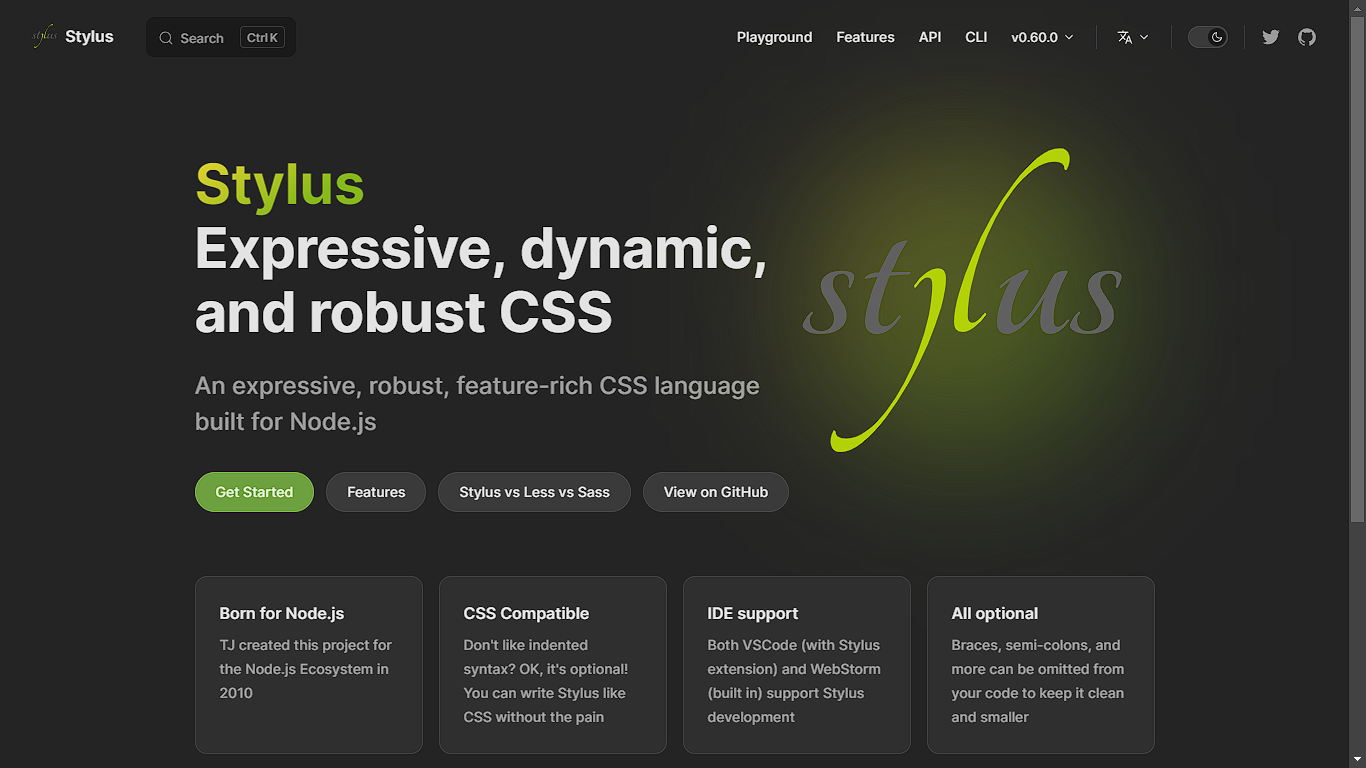 stylus Stylus Search Ctrl K Playground Features API CLI v0.60.0
Stylus
Expressive, dynamic,
and robust CSS
An expressive, robust, feature-rich CSS language
built for Node.js
stylus
Get Started Features Stylus vs Less vs Sass View on GitHub
Born for Node.js
TJ created this project for
the Node.js Ecosystem in
2010
CSS Compatible
Don't like indented
syntax? OK, it's optional!
You can write Stylus like
CSS without the pain
IDE support
Both VSCode (with Stylus
extension) and WebStorm
(built in) support Stylus
development
All optional
Braces, semi-colons, and
more can be omitted from
your code to keep it clean
and smaller